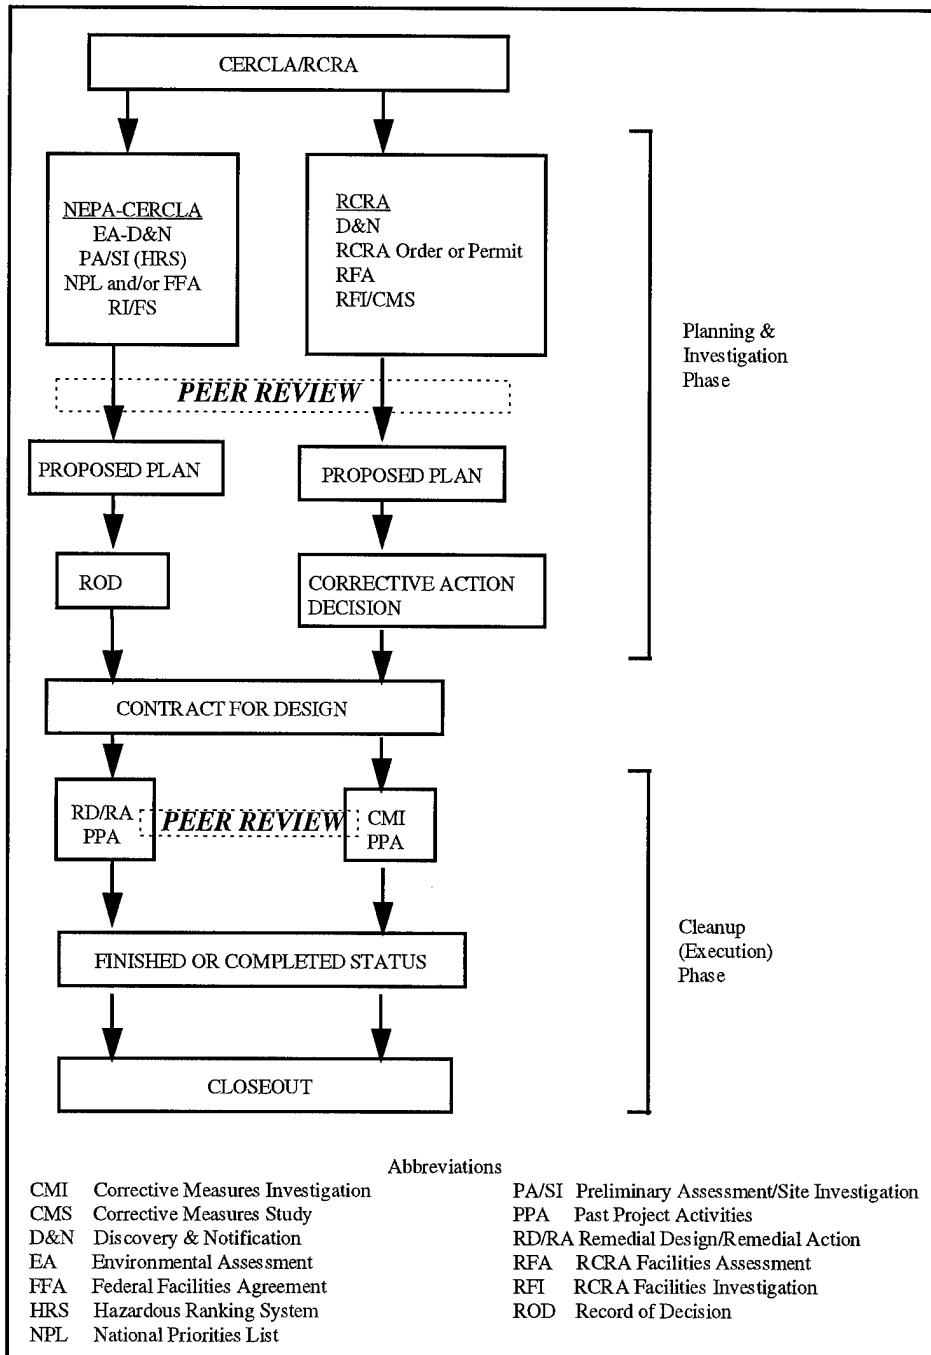 CERCLA/RCRA
NEPA-CERCLA
EA-D&N
PA/SI (HRS)
NPL and/or FFA
RI/FS
RCRA
D&N
RCRA Order or Permit
RFA
RFI/CMS
Planning &
Investigation
Phase
PEER REVIEW
PROPOSED PLAN
PROPOSED PLAN
ROD
CORRECTIVE ACTION
DECISION
CONTRACT FOR DESIGN
RD/RA
PPA
PEER REVIEW
CMI
PPA
Cleanup
(Execution)
Phase
FINISHED OR COMPLETED STATUS
CLOSEOUT
Abbreviations
CMI Corrective Measures Investigation
CMS Corrective Measures Study
D&N Discovery & Notification
EA Environmental Assessment
FFA Federal Facilities Agreement
HRS Hazardous Ranking System
NPL National Priorities List
PA/SI Preliminary Assessment/Site Investigation
PPA Past Project Activities
RD/RA Remedial Design/Remedial Action
RFA RCRA Facilities Assessment
RFI RCRA Facilities Investigation
ROD Record of Decision